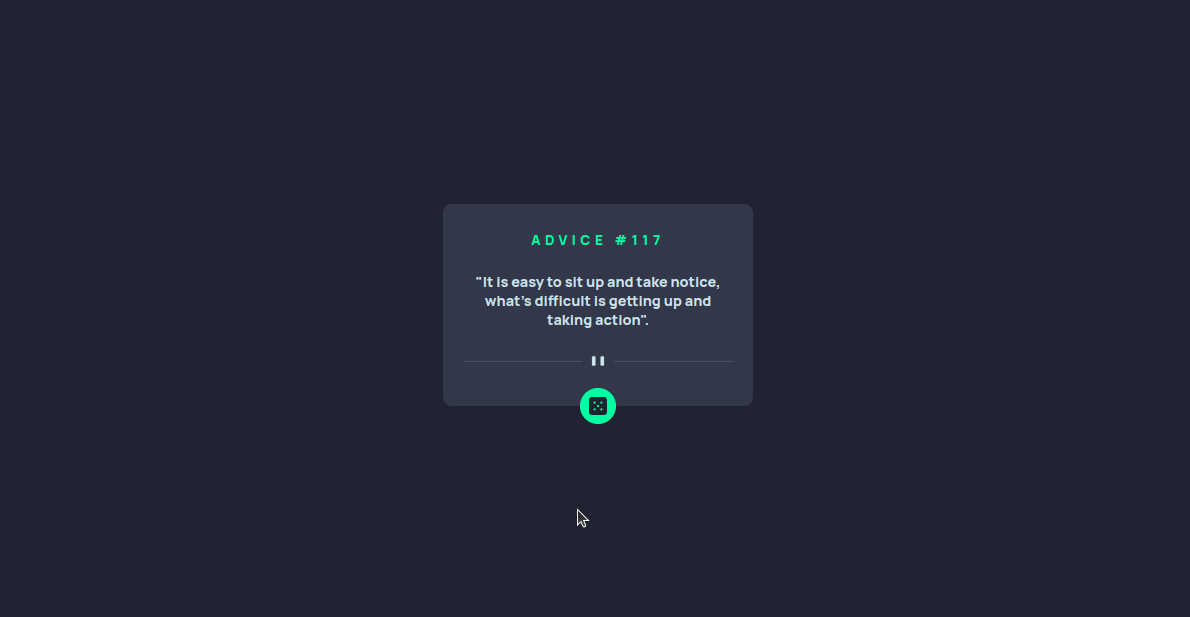 ADVICE #117
"It is easy to sit up and take notice,
what's difficult is getting up and
taking action".